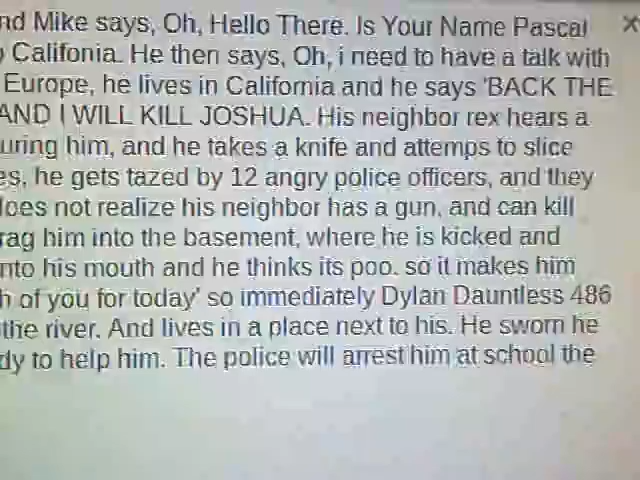 nd Mike says, Oh, Hello There. Is Your Name Pascal
Califonia. He then says, Oh, i need to have a talk with
Europe, he lives in California and he says 'BACK THE
AND I WILL KILL JOSHUA. His neighbor rex hears a
uring him, and he takes a knife and attemps to slice
es, he gets tazed by 12 angry police officers, and they
loes not realize his neighbor has a gun, and can kill
rag him into the basement, where he is kicked and
nto his mouth and he thinks its poo. so it makes him
h of you for today' so immediately Dylan Dauntless 486
the river. And lives in a place next to his. He sworn he
dy to help him. The police will arrest him at school the